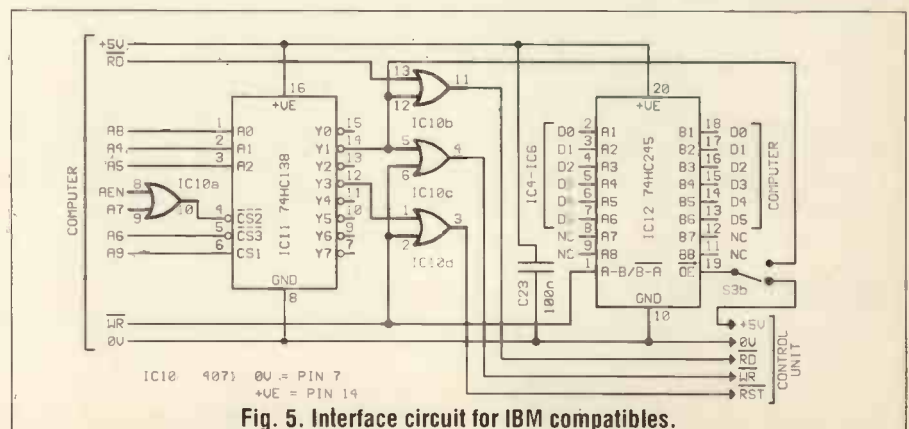 +5V
RD
16
+VE
13
12
11
IC10b
20
+VE
A8
A4
A5
1
2
3
A0
A1
A2
Y0
Y1
Y2
Y3
Y4
Y5
Y6
Y7
15
14
13
12
11
10
9
7
5
6
4
IC10c
1
2
3
IC10d
AEN
A7
8
9
10
IC10a
4
5
6
CS2
CS3
CS1
A6
A9
IC11 74HC138
GND
8
COMPUTER
WR
0V
IC4-IC6
D0 2 A1
D1 3 A2
D2 4 A3
5 A4
6 A5
7 A6
NC 8 A7
NC 9 A8
1 A-B/B-A
IC12 74HC245
B1 18 D0
B2 17 D1
B3 16 D2
B4 15 D3
B5 14 D4
B6 13 D5
B7 12 NC
B8 11 NC
OE 19
COMPUTER
S3b
GND
10
C23
100n
+5V
0V
RD
WR
RST
CONTROL
UNIT
IC10 4071 0V = PIN 7
+VE = PIN 14
Fig. 5. Interface circuit for IBM compatibles.